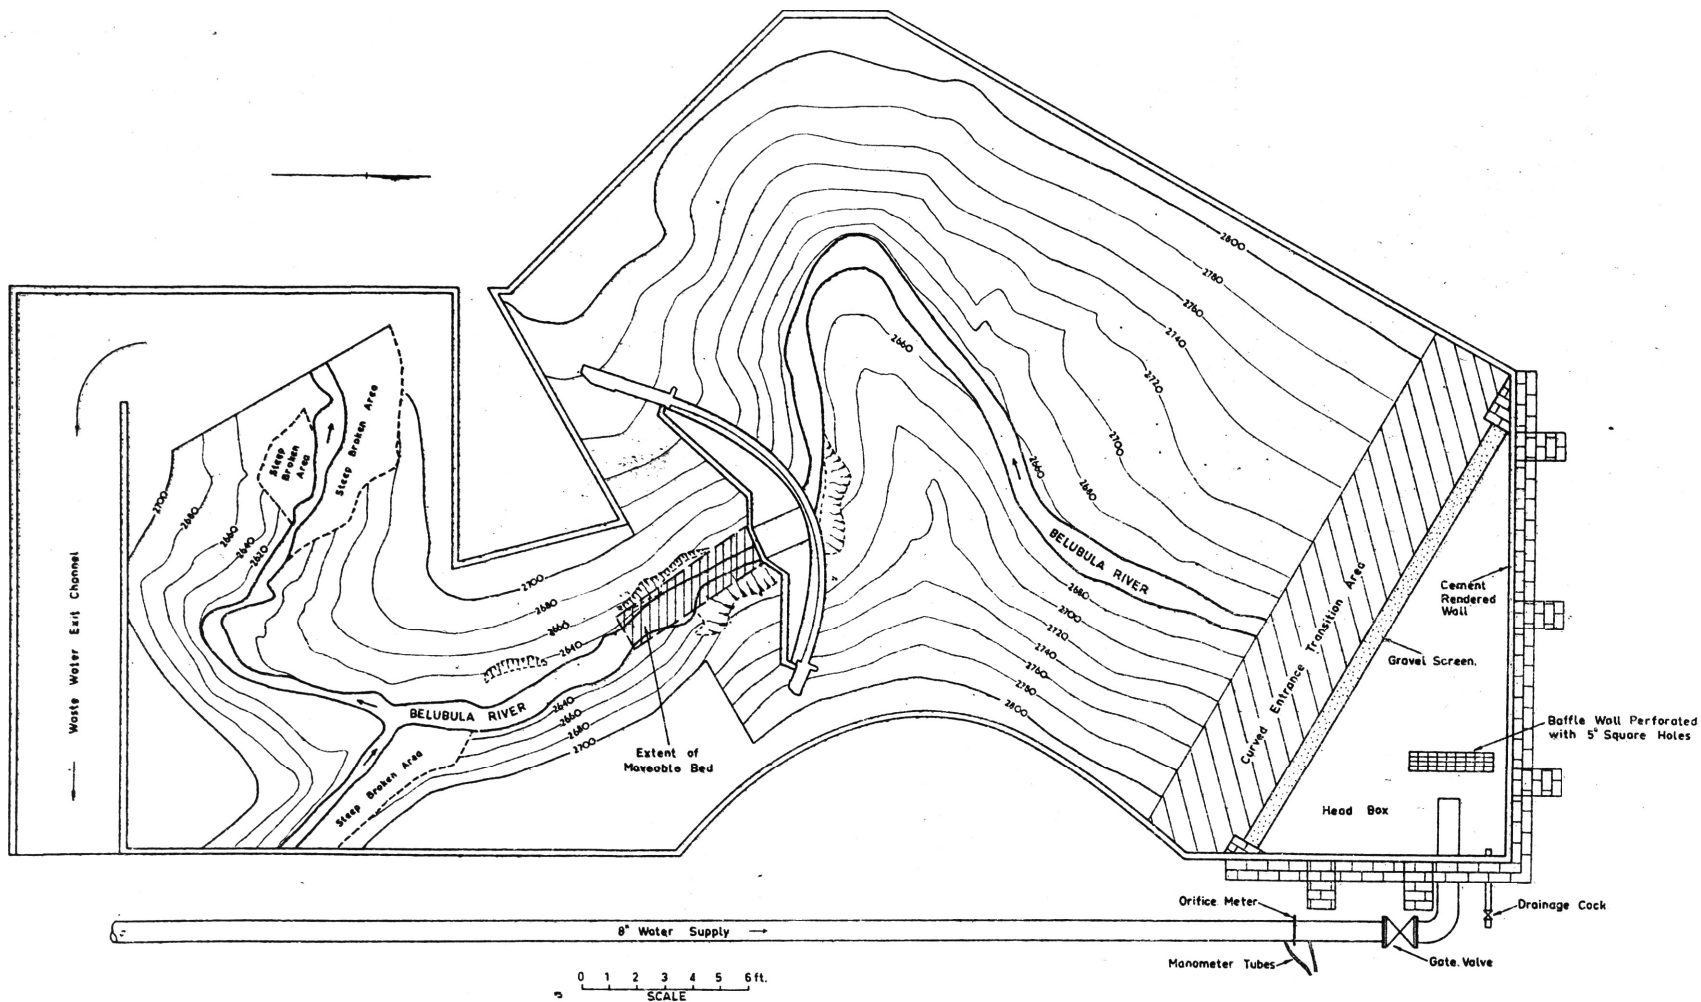 2800
2780
2760
2740
2720
2700
2680
2660
2660
BELUBULA RIVER
2680
2700
2720
2740
2760
2780
2800
Steep
Broken
Area
Steep Broken Area
2700
2680
2660
2640
2620
2700
2680
2660
2640
BELUBULA RIVER
2640
2660
2680
2700
Steep Broken Area
Extent of
Moveable Bed
Waste Water Exit Channel
Curved Entrance Transition Area
Cement
Rendered
Wall
Gravel Screen.
Baffle Wall Perforated
with 5" Square Holes
Head Box
Orifice Meter
Drainage Cock
8" Water Supply
Manometer Tubes
Gate. Valve
0 1 2 3 4 5 6 ft.
SCALE